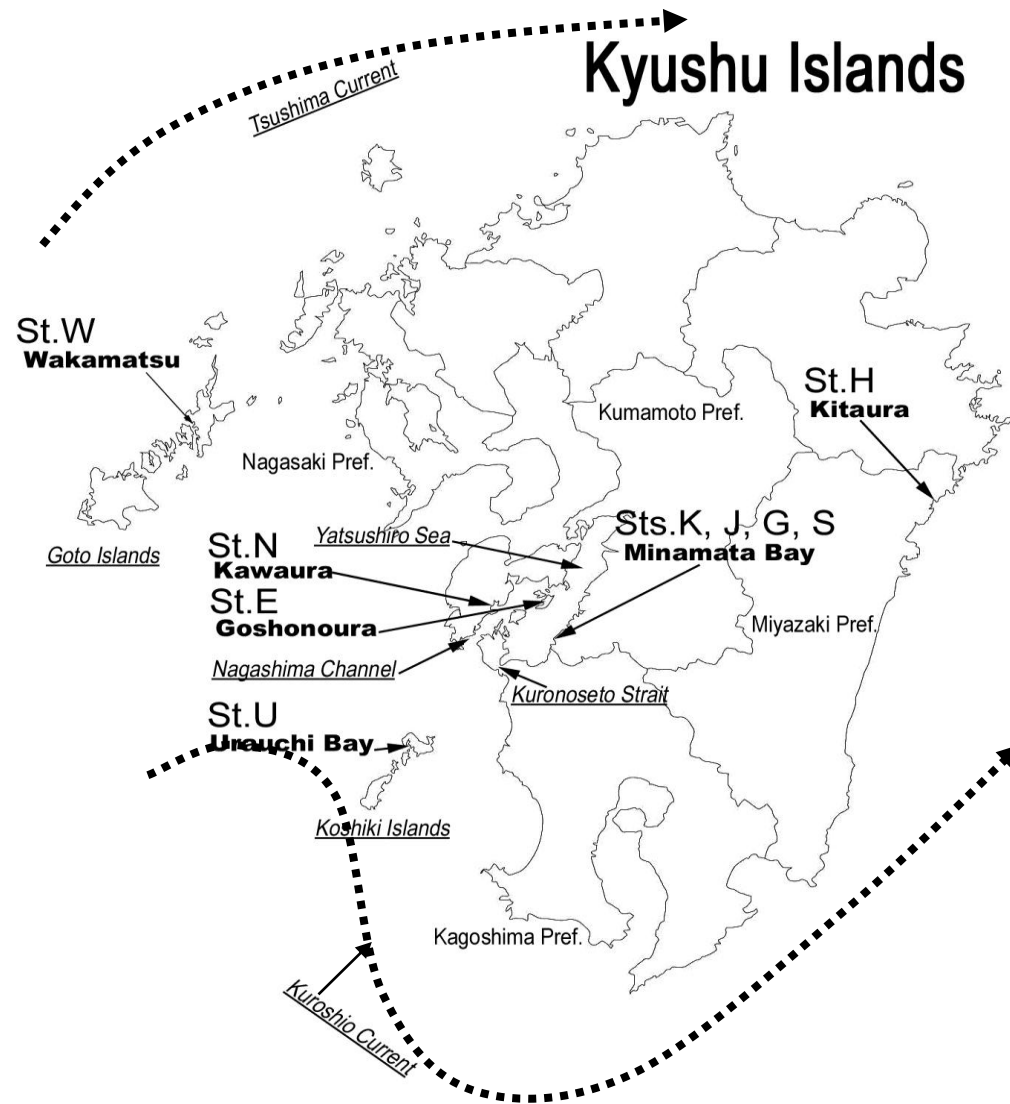 Kyushu Islands
Tsushima Current
St.W
Wakamatsu
St.H
Kitaura
Kumamoto Pref.
Nagasaki Pref.
Goto Islands
Yatsushiro Sea
St.N
Kawaura
Sts.K, J, G, S
Minamata Bay
St.E
Goshonoura
Miyazaki Pref.
Nagashima Channel
Kuronoseto Strait
St.U
Urauchi Bay
Koshiki Islands
Kagoshima Pref.
Kuroshio Current